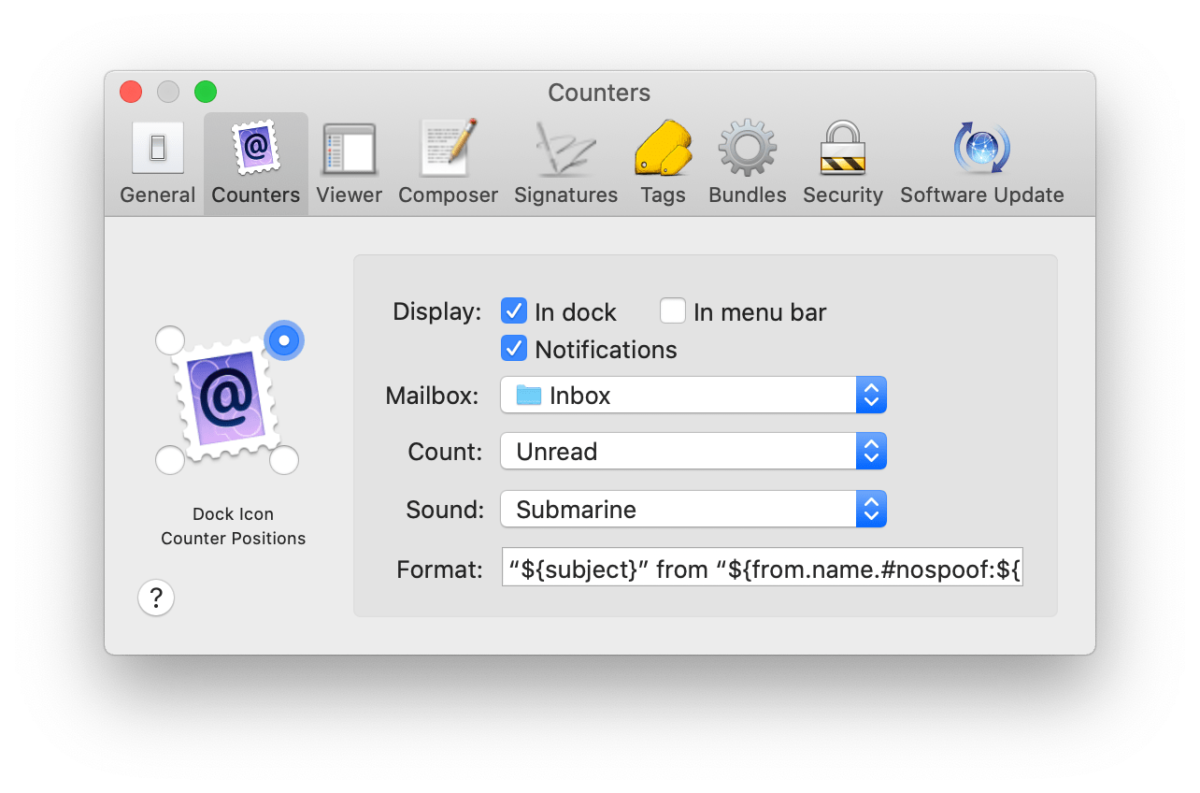 Counters
General Counters Viewer Composer Signatures Tags Bundles Security Software Update
Display: In dock In menu bar
Notifications
Mailbox: Inbox
Count: Unread
Sound: Submarine
Format: “${subject}” from “${from.name.#nospoof:${
@
Dock Icon
Counter Positions
?